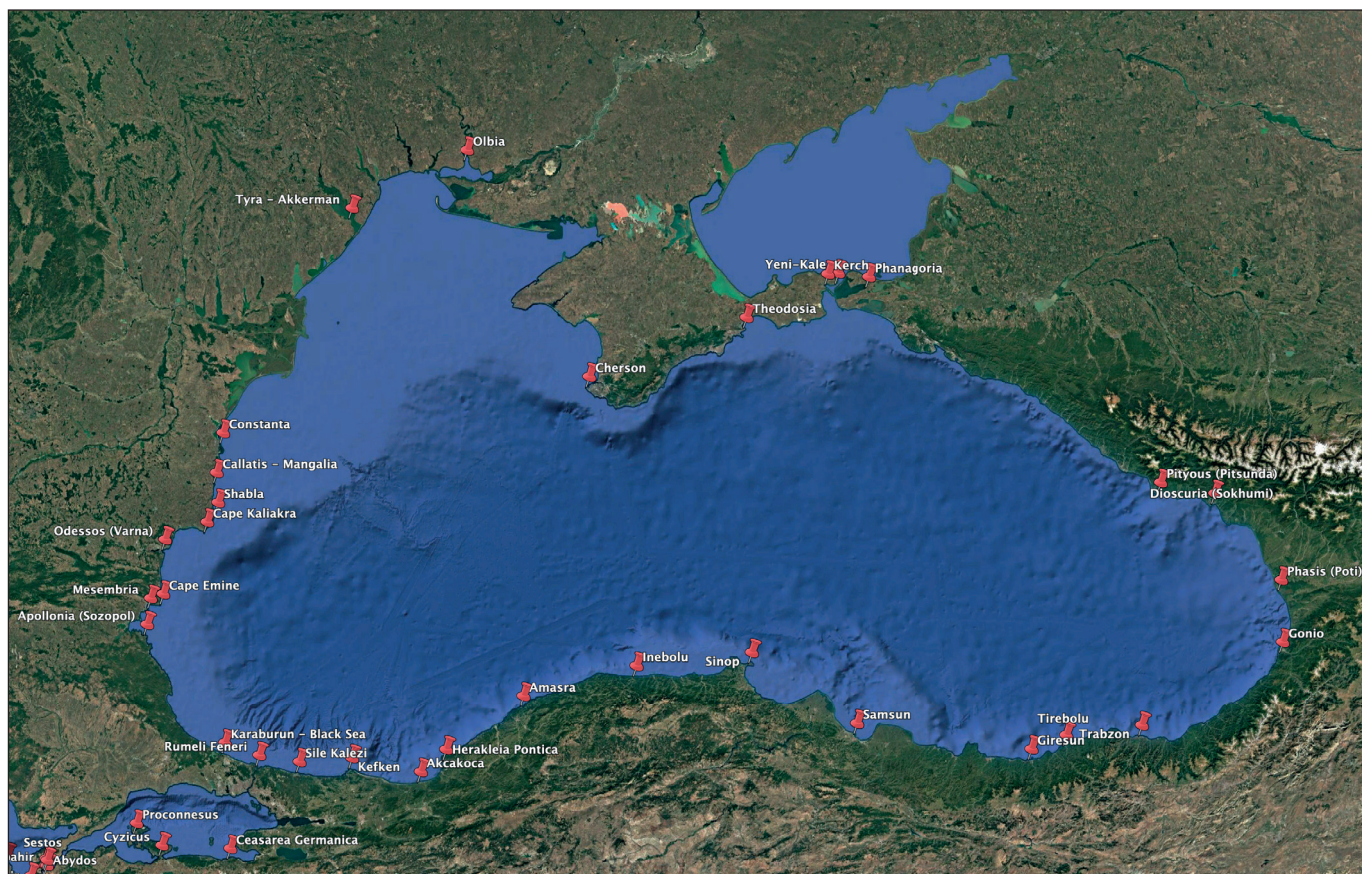 Olbia
Tyra - Akkerman
Yeni-Kale
Kerch
Phanagoria
Theodosia
Cherson
Constanta
Callatis - Mangalia
Shabla
Cape Kaliakra
Odessos (Varna)
Pityous (Pitsunda)
Dioscuria (Sokhumi)
Phasis (Poti)
Cape Emine
Mesembria
Apollonia (Sozopol)
Gonio
Inebolu
Sinop
Amasra
Samsun
Tirebolu
Trabzon
Giresun
Karaburun - Black Sea
Rumeli Feneri
Sile Kalezi
Kefken
Herakleia Pontica
Akcakoca
Proconnesus
Cyzicus
Ceasarea Germanica
Sestos
ahir
Abydos